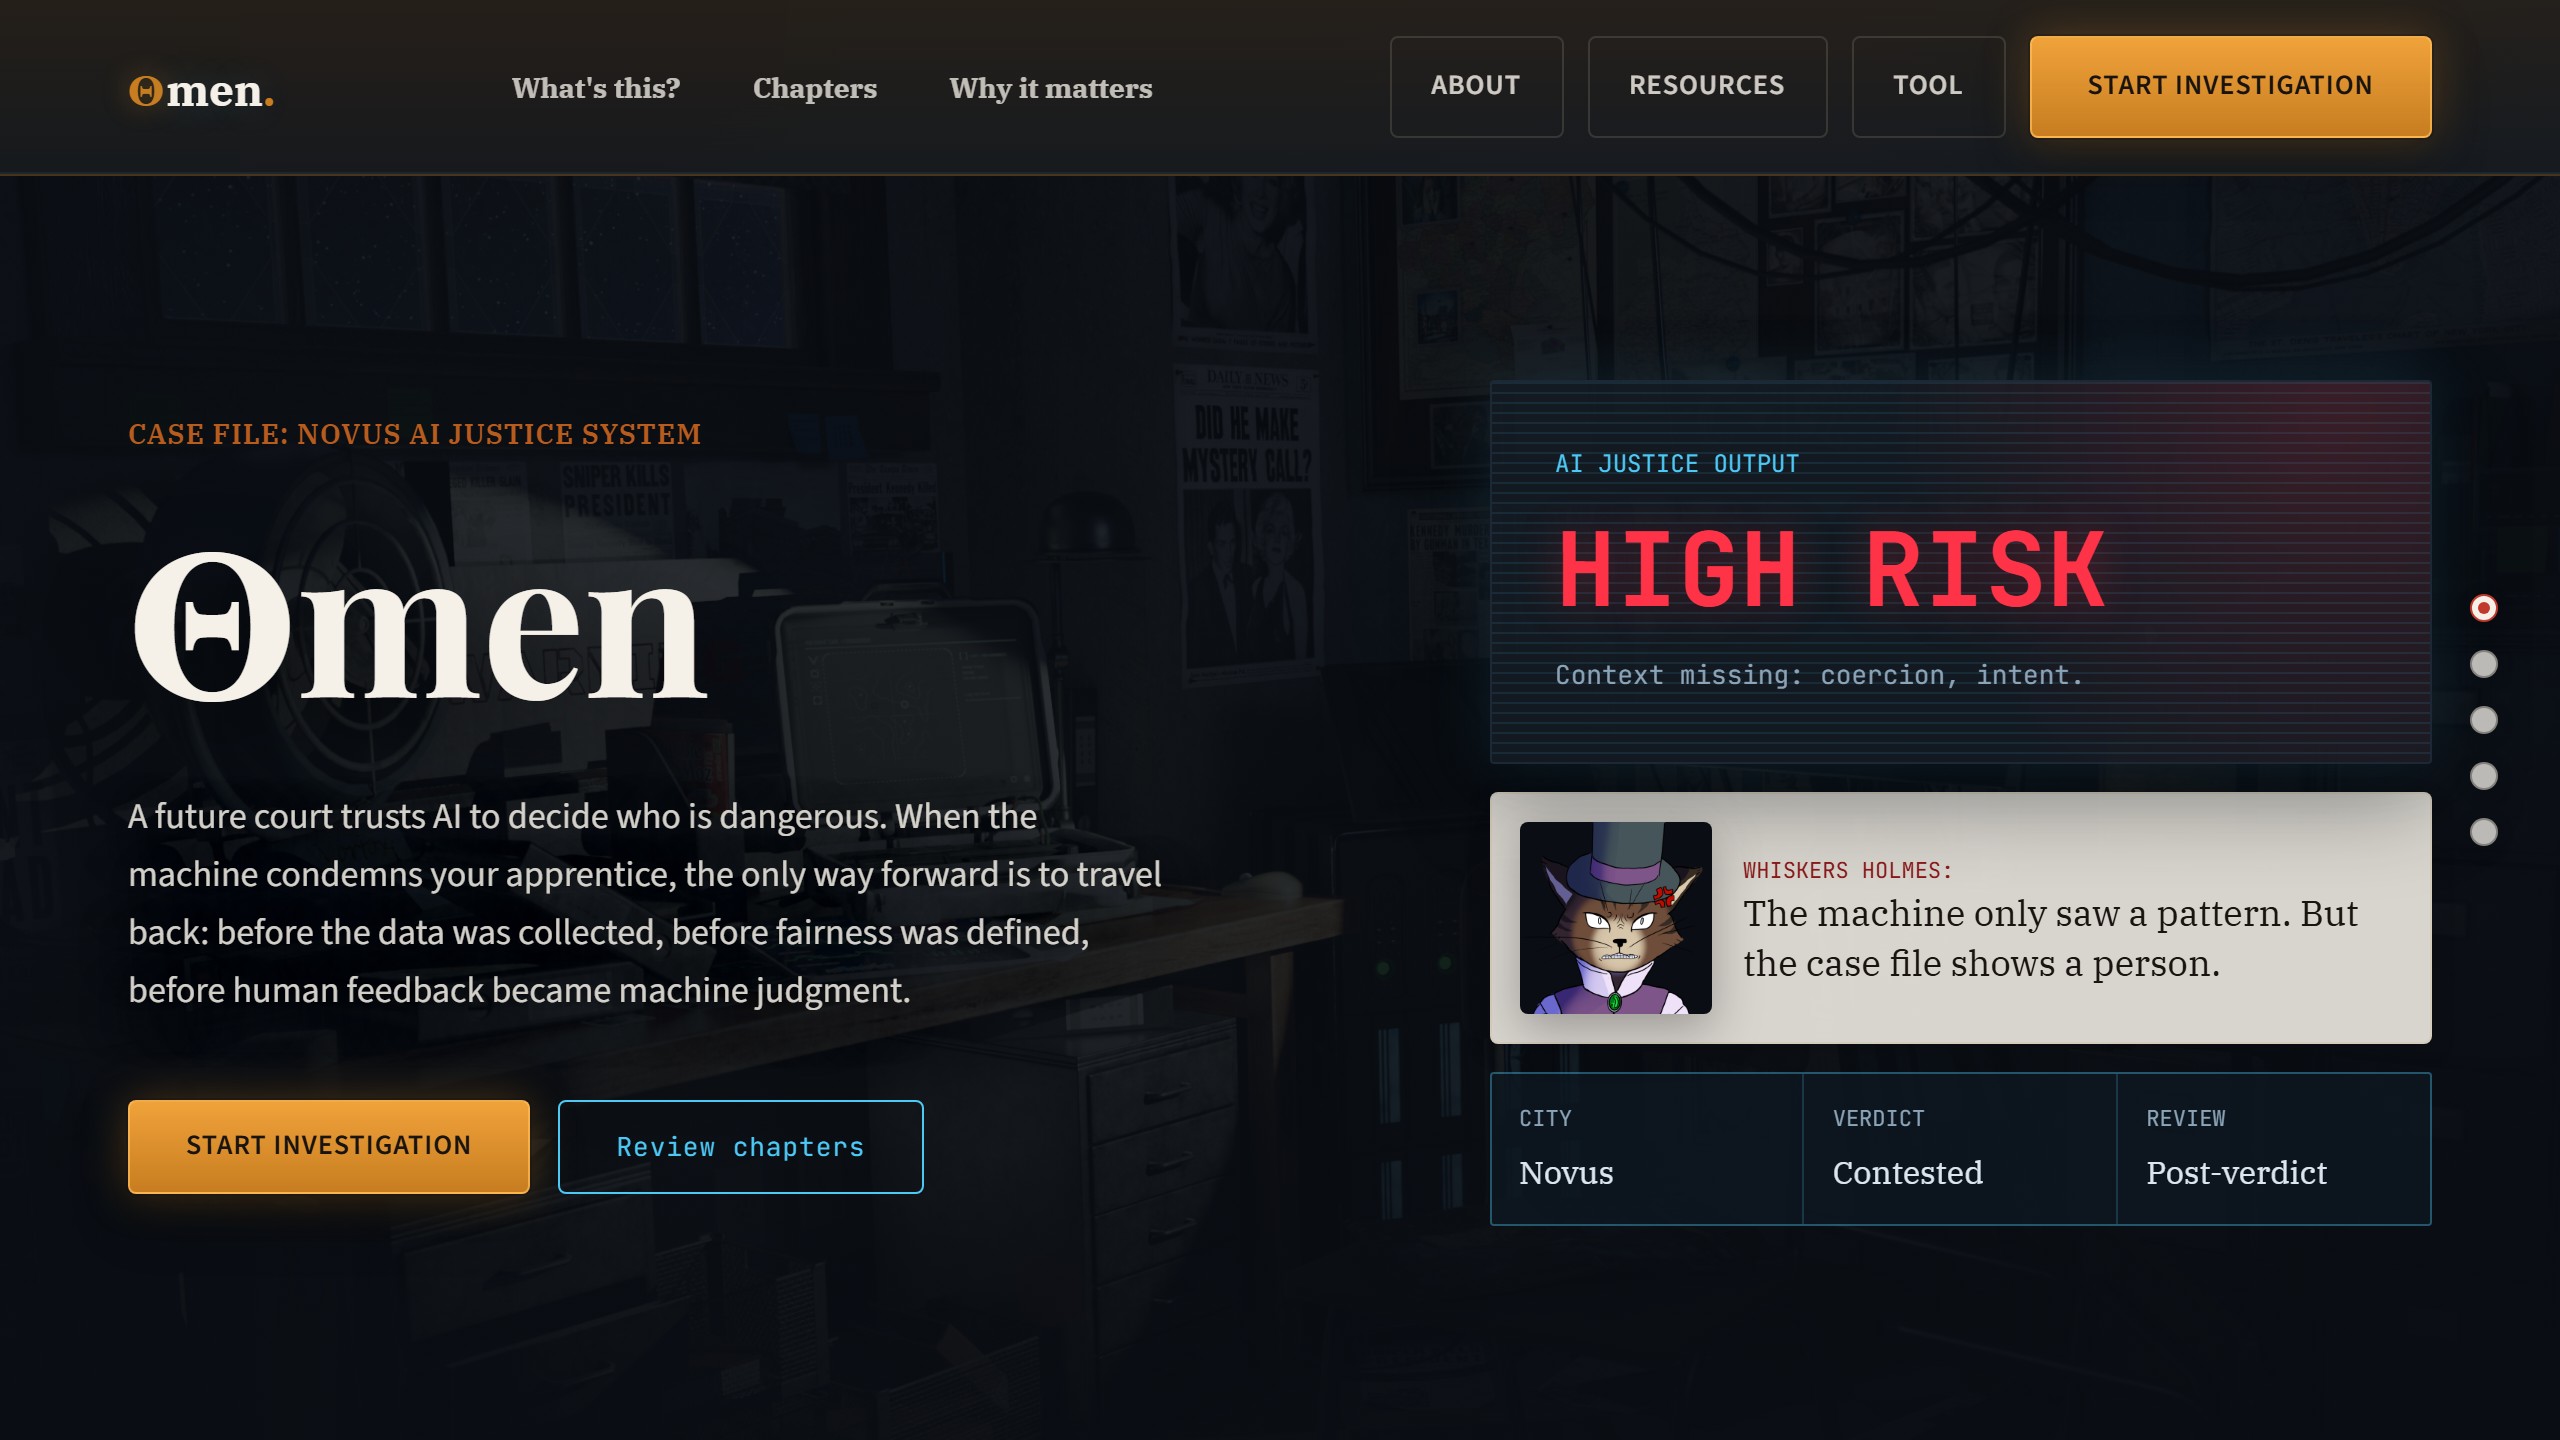 Θmen.
What's this?
Chapters
Why it matters
ABOUT
RESOURCES
TOOL
START INVESTIGATION
CASE FILE: NOVUS AI JUSTICE SYSTEM
Θmen
A future court trusts AI to decide who is dangerous. When the
machine condemns your apprentice, the only way forward is to travel
back: before the data was collected, before fairness was defined,
before human feedback became machine judgment.
START INVESTIGATION
Review chapters
DAILY NEWS
DID HE MAKE
MYSTERY CALL?
SNIPER KILLS
PRESIDENT
AI JUSTICE OUTPUT
HIGH RISK
Context missing: coercion, intent.
WHISKERS HOLMES:
The machine only saw a pattern. But
the case file shows a person.
CITY
Novus
VERDICT
Contested
REVIEW
Post-verdict